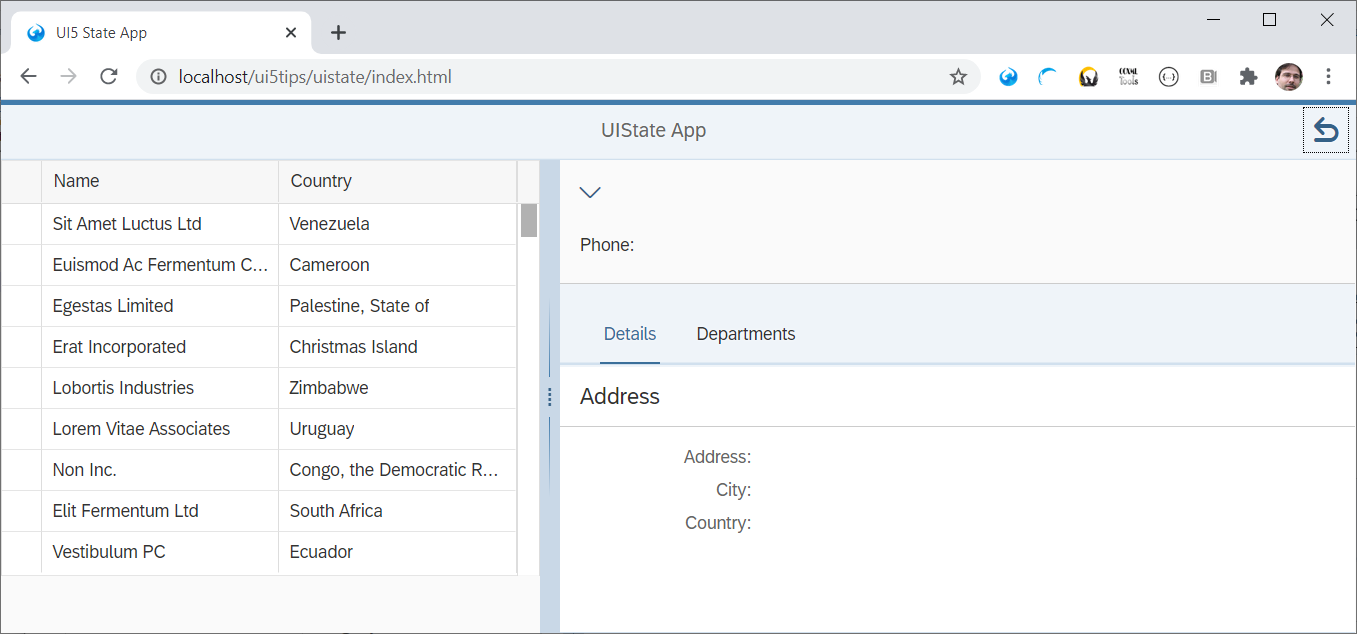 UI5 State App
localhost/ui5tips/uistate/index.html
UIState App
Name Country
Sit Amet Luctus Ltd Venezuela
Euismod Ac Fermentum C... Cameroon
Egestas Limited Palestine, State of
Erat Incorporated Christmas Island
Lobortis Industries Zimbabwe
Lorem Vitae Associates Uruguay
Non Inc. Congo, the Democratic R...
Elit Fermentum Ltd South Africa
Vestibulum PC Ecuador
Phone:
Details Departments
Address
Address:
City:
Country: